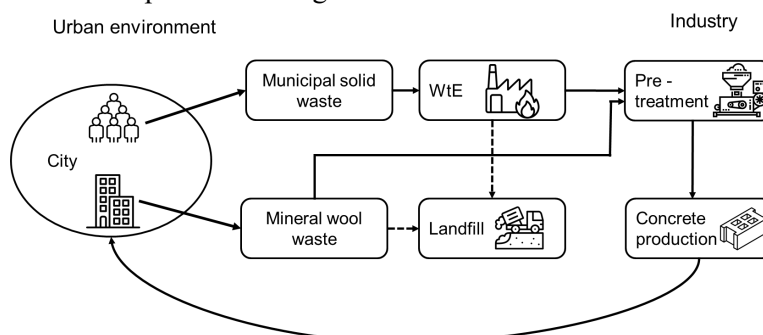 Urban environment
Industry
Municipal solid
waste
WtE
Pre -
treatment
City
Mineral wool
waste
Landfill
Concrete
production